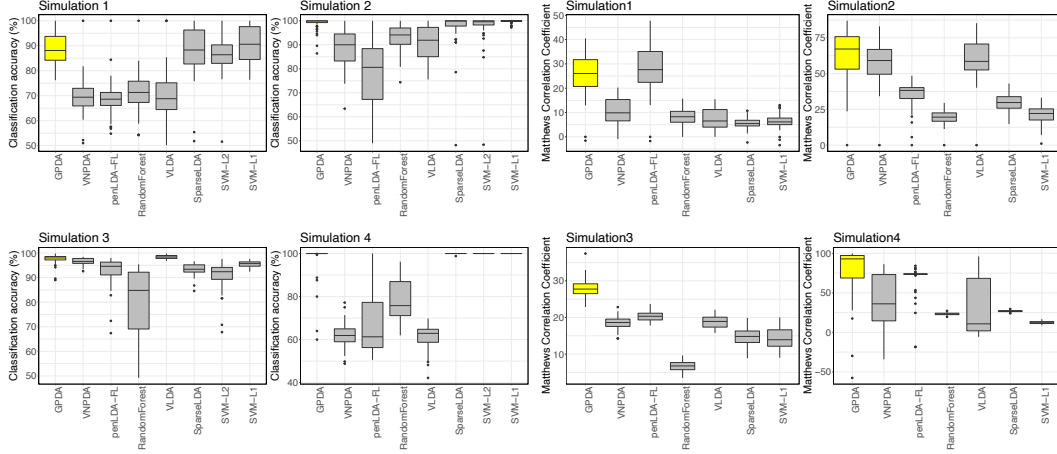 Simulation 1
Classification accuracy (%)
100
90
80
70
60
50
GPDA
VNPDA
penLDA-FL
RandomForest
VLDA
SparseLDA
SVM-L2
SVM-L1
Simulation 2
Classification accuracy (%)
100
90
80
70
60
50
GPDA
VNPDA
penLDA-FL
RandomForest
VLDA
SparseLDA
SVM-L2
SVM-L1
Simulation1
Matthews Correlation Coefficient
50
40
30
20
10
0
GPDA
VNPDA
penLDA-FL
RandomForest
VLDA
SparseLDA
SVM-L1
Simulation2
Matthews Correlation Coefficient
75
50
25
0
GPDA
VNPDA
penLDA-FL
RandomForest
VLDA
SparseLDA
SVM-L1
Simulation 3
Classification accuracy (%)
100
90
80
70
60
50
GPDA
VNPDA
penLDA-FL
RandomForest
VLDA
SparseLDA
SVM-L2
SVM-L1
Simulation 4
Classification accuracy (%)
100
80
60
40
GPDA
VNPDA
penLDA-FL
RandomForest
VLDA
SparseLDA
SVM-L2
SVM-L1
Simulation3
Matthews Correlation Coefficient
30
20
10
GPDA
VNPDA
penLDA-FL
RandomForest
VLDA
SparseLDA
SVM-L1
Simulation4
Matthews Correlation Coefficient
100
50
0
−50
GPDA
VNPDA
penLDA-FL
RandomForest
VLDA
SparseLDA
SVM-L1